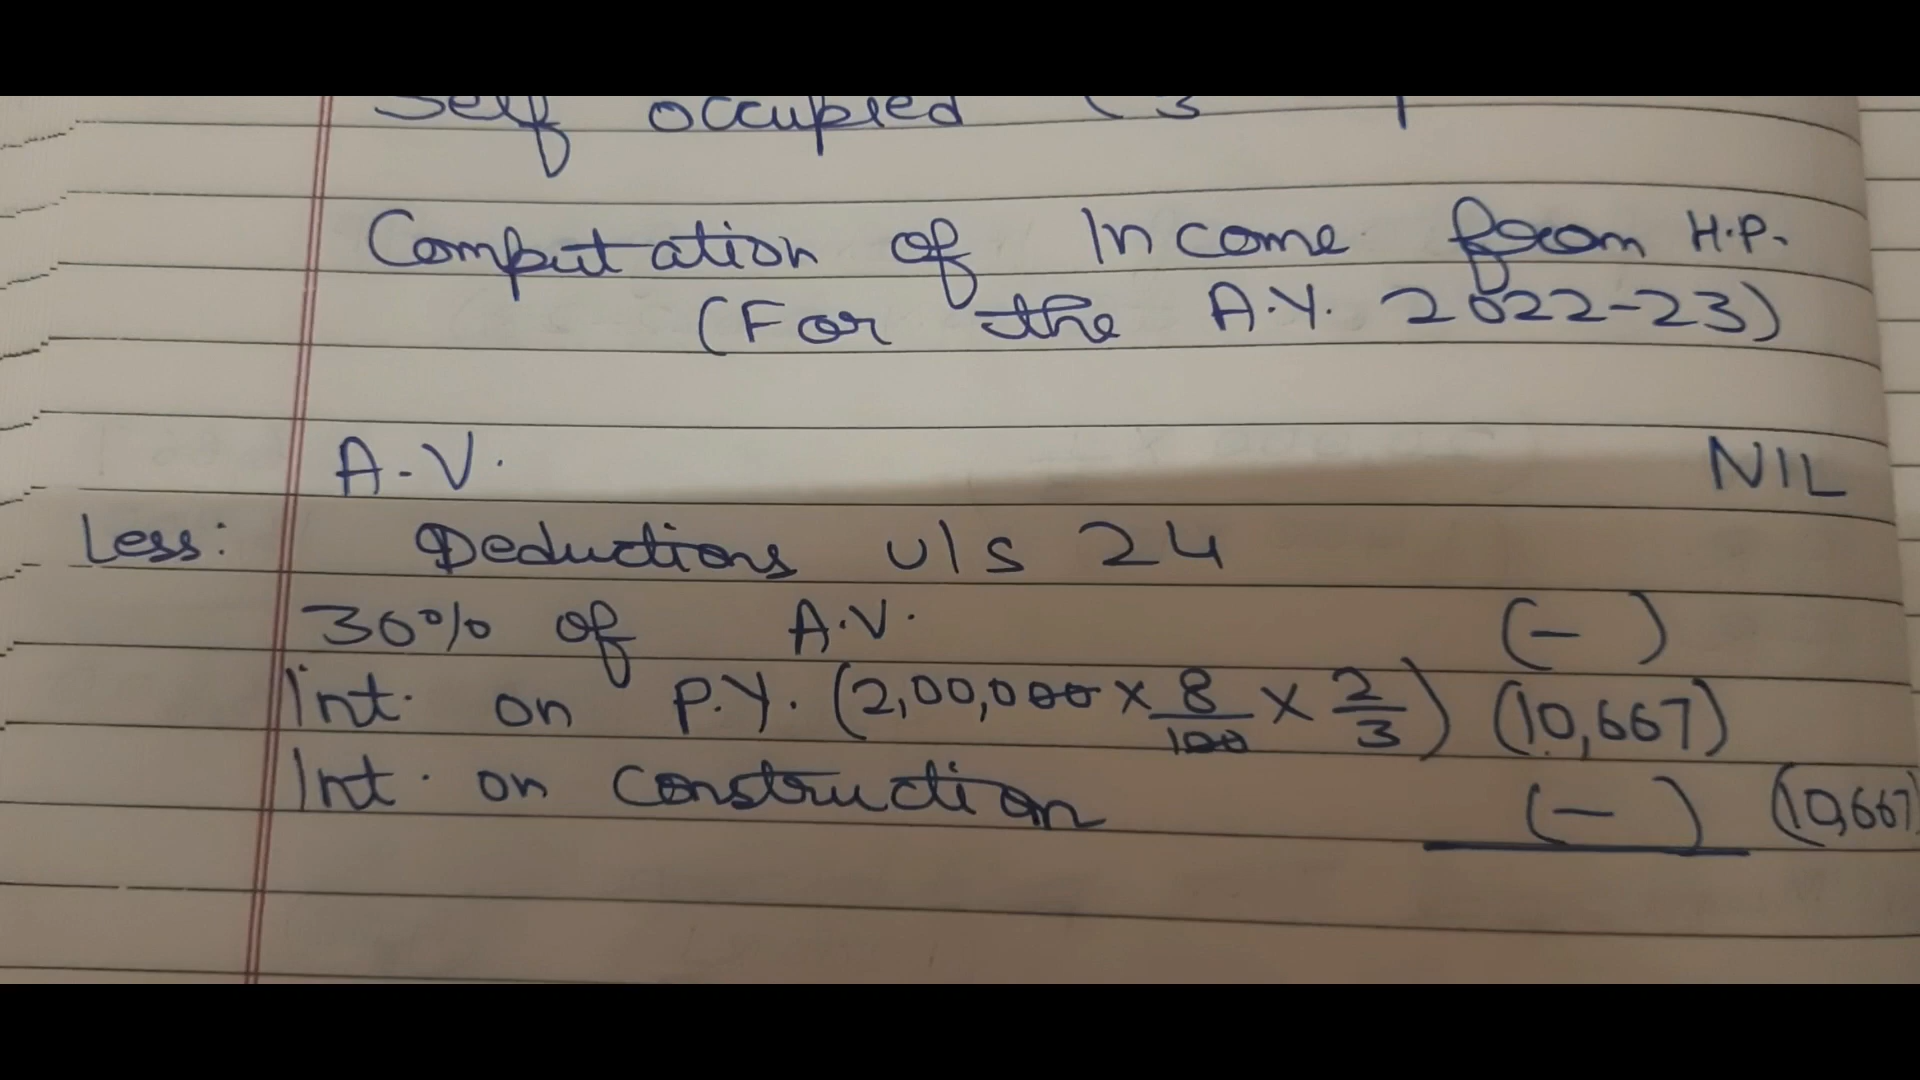 Self occupied (3
Computation of Income from H.P.
(For the A.Y. 2022-23)
A.V. NIL
Less: Deductions u/s 24
30% of A.V. (-)
Int. on P.Y. (2,00,000 x 8/100 x 2/3) (10,667)
Int. on construction (-) (10,667)